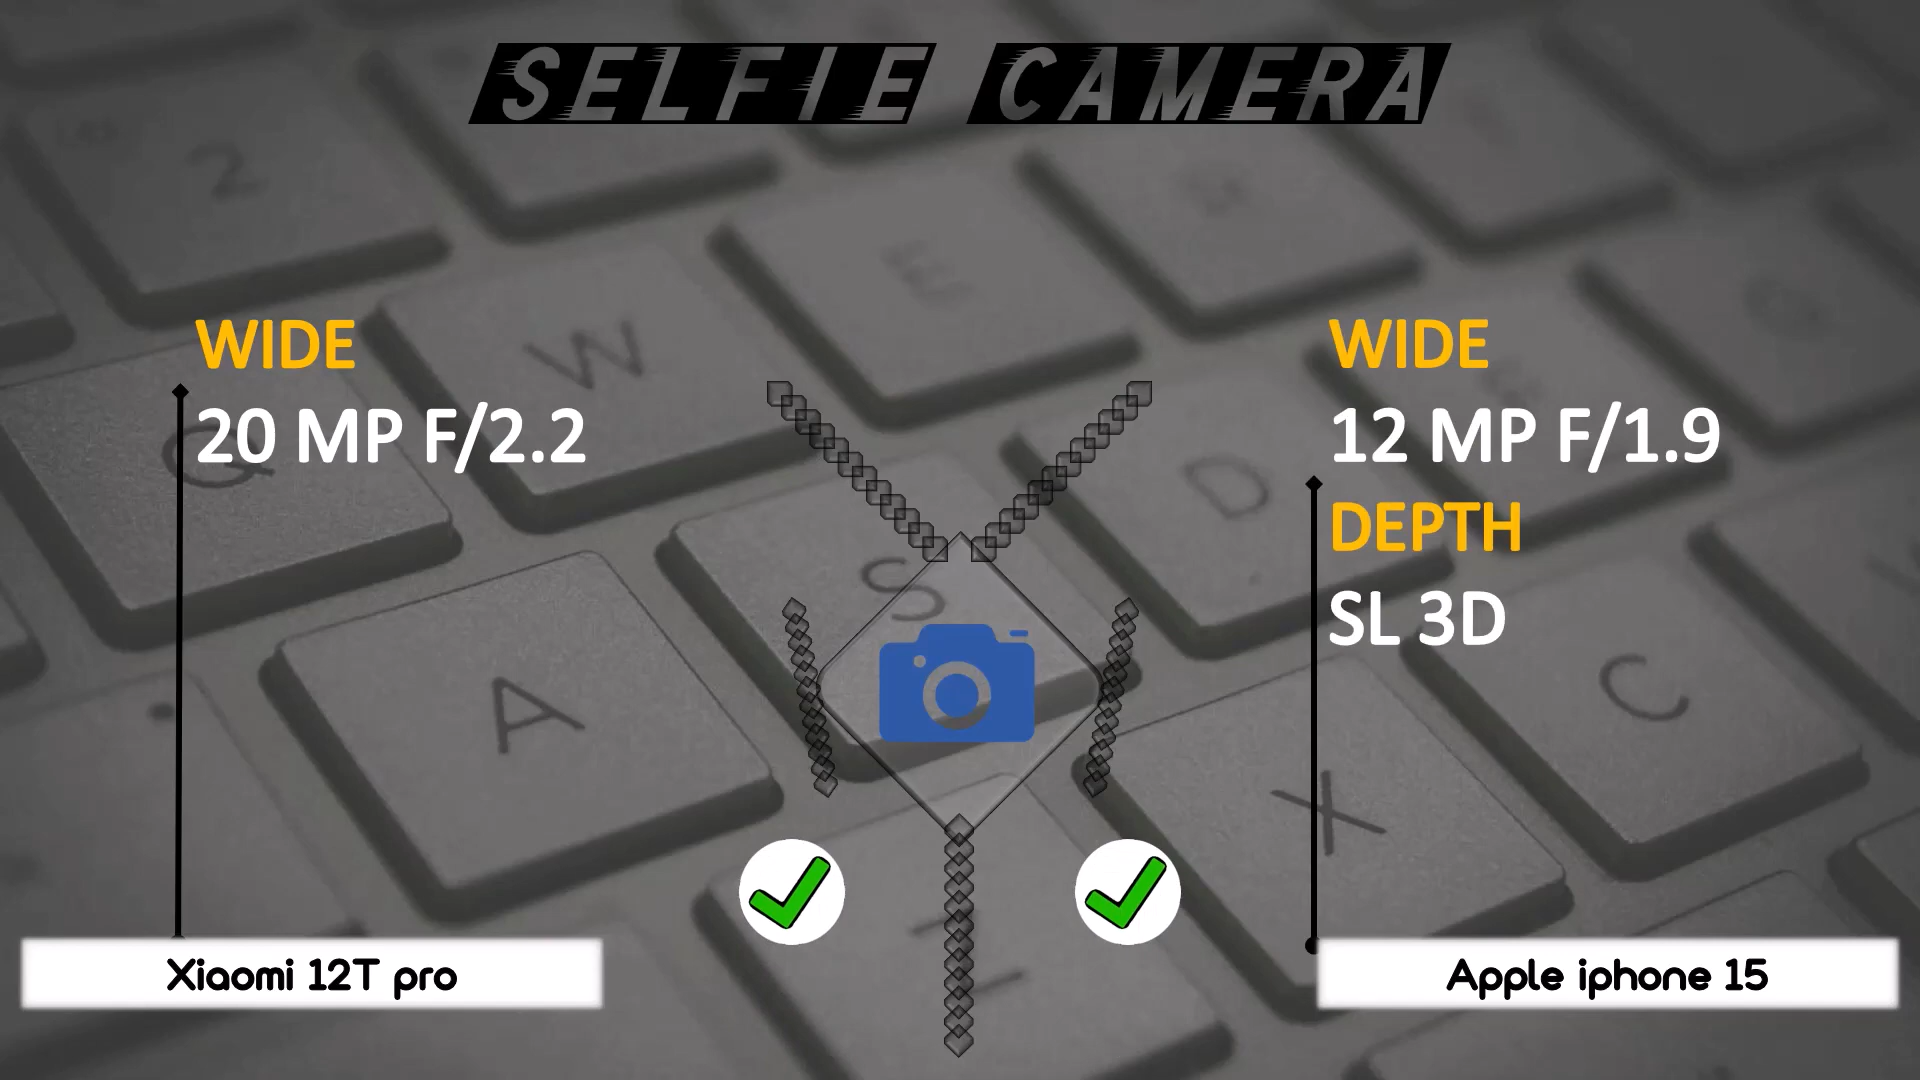 SELFIE CAMERA
WIDE
20 MP F/2.2
WIDE
12 MP F/1.9
DEPTH
SL 3D
Xiaomi 12T pro
Apple iphone 15
2
W
E
Q
A
S
D
X
C